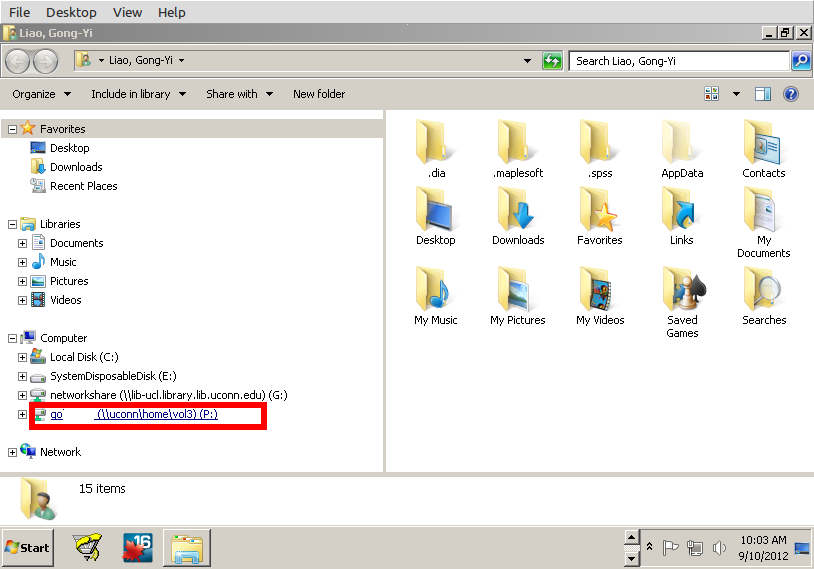 File Desktop View Help
Liao, Gong-Yi
Liao, Gong-Yi
Search Liao, Gong-Yi
Organize Include in library Share with New folder
Favorites
Desktop
Downloads
Recent Places
Libraries
Documents
Music
Pictures
Videos
Computer
Local Disk (C:)
SystemDisposableDisk (E:)
networkshare (\\lib-ucl.library.lib.uconn.edu) (G:)
go (\\uconn\home\vol3) (P:)
Network
.dia .maplesoft .spss AppData Contacts
Desktop Downloads Favorites Links My
Documents
My Music My Pictures My Videos Saved Searches
Games
15 items
Start
16
10:03 AM
9/10/2012